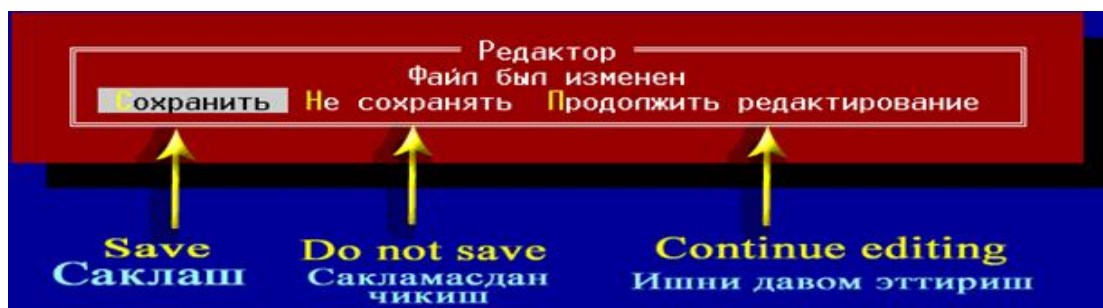 Редактор
Файл был изменен
Сохранить Не сохранять Продолжить редактирование
Save Do not save Continue editing
Саклаш Сакламасдан чикиш Ишни давом эттириш